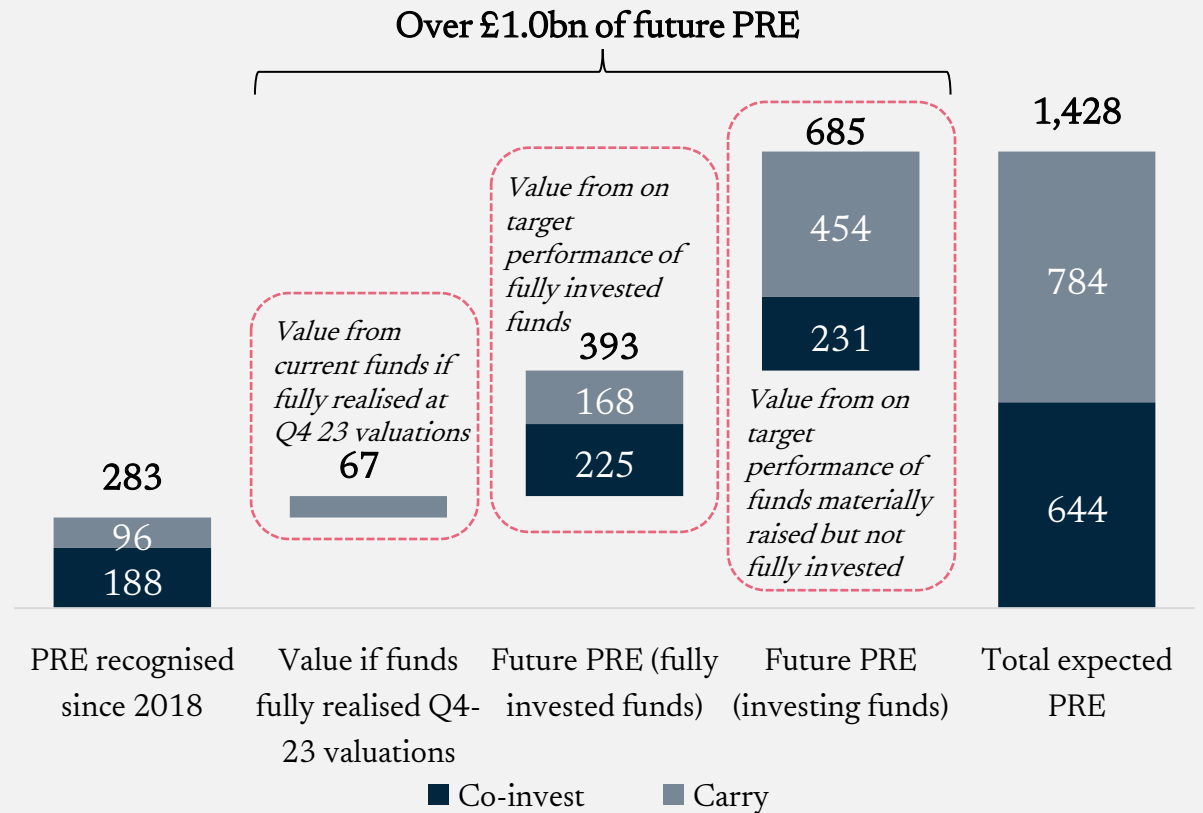 Over £1.0bn of future PRE
283
96
188
Value from
current funds if
fully realised at
Q4 23 valuations
67
Value from on
target
performance of
fully invested
funds
393
168
225
685
454
231
Value from on
target
performance of
funds materially
raised but not
fully invested
1,428
784
644
PRE recognised
since 2018
Value if funds
fully realised Q4-
23 valuations
Future PRE (fully
invested funds)
Future PRE
(investing funds)
Total expected
PRE
Co-invest
Carry